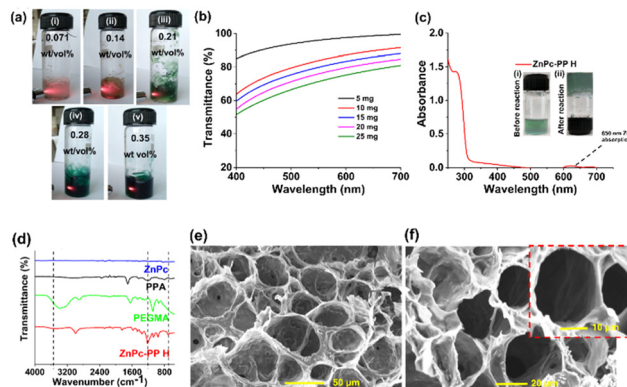 (a)
(i)
0.071
wt/vol%
(ii)
0.14
wt/vol%
(iii)
0.21
wt/vol%
(iv)
0.28
wt/vol%
(v)
0.35
wt vol%
(b)
Transmittance (%)
100
80
60
40
20
0
400
500
600
700
Wavelength (nm)
5 mg
10 mg
15 mg
20 mg
25 mg
(c)
Absorbance
2.0
1.5
1.0
0.5
0.0
300
400
500
600
700
Wavelength (nm)
ZnPc-PP H
(i)
Before reaction
(ii)
After reaction
650 nm
absorption
(d)
Transmittance (%)
4000
3200
2400
1600
800
Wavenumber (cm-1)
ZnPc
PPA
PEGMA
ZnPc-PP H
(e)
50 µm
(f)
10 µm
20 µm